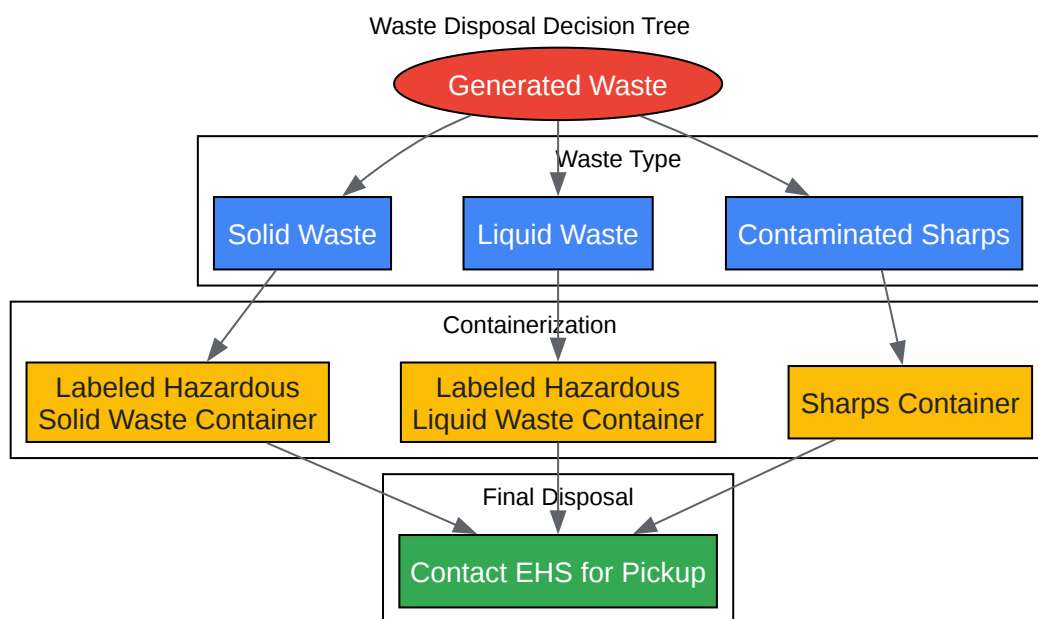 Waste Disposal Decision Tree
Generated Waste
Waste Type
Solid Waste
Liquid Waste
Contaminated Sharps
Containerization
Labeled Hazardous
Solid Waste Container
Labeled Hazardous
Liquid Waste Container
Sharps Container
Final Disposal
Contact EHS for Pickup